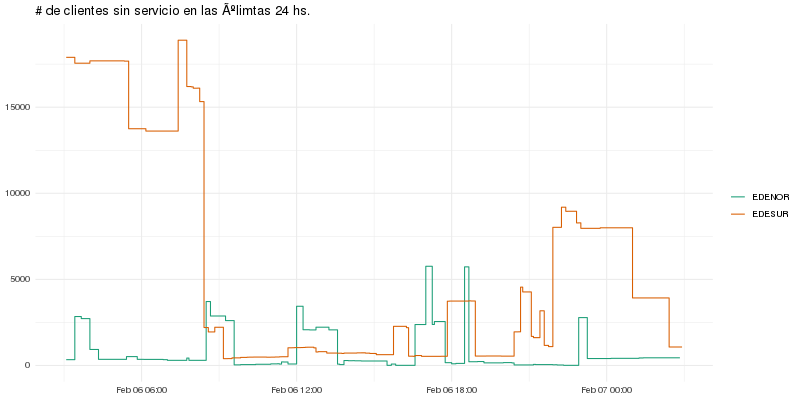 # de clientes sin servicio en las Ãºlimtas 24 hs.
15000
10000
5000
0
Feb 06 06:00
Feb 06 12:00
Feb 06 18:00
Feb 07 00:00
EDENOR
EDESUR